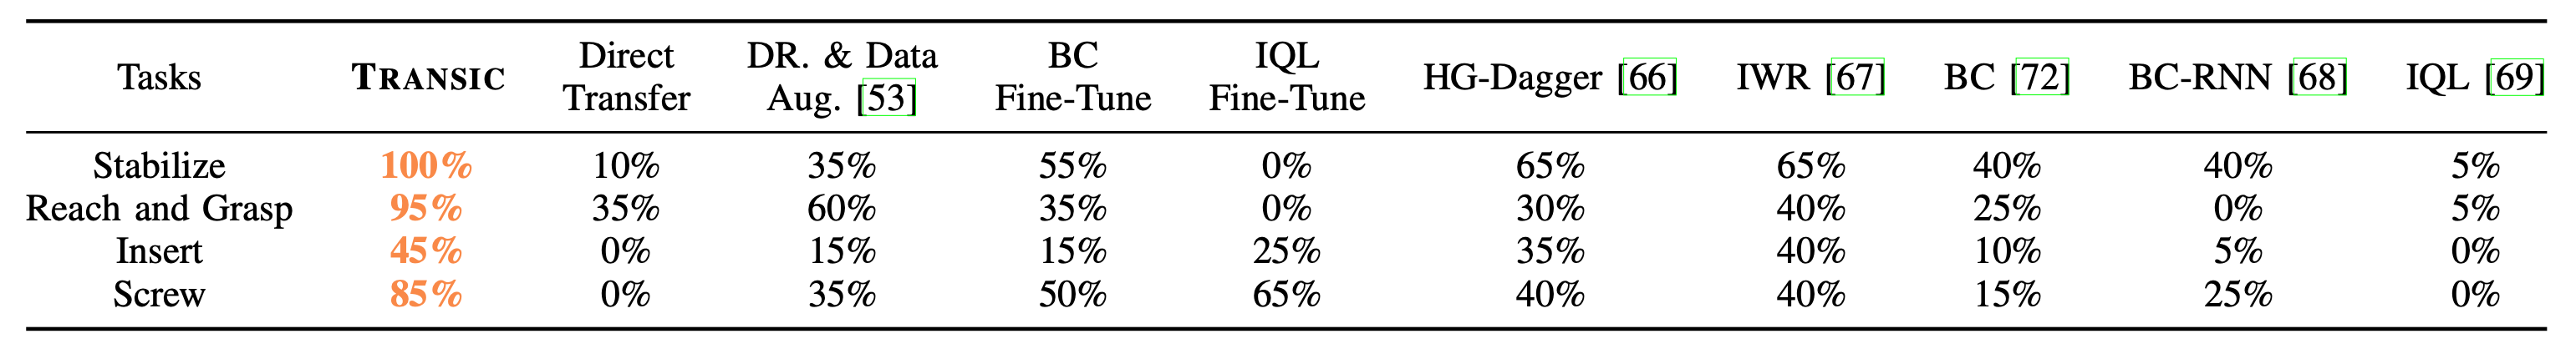 Tasks TRANSIC Direct Transfer DR. & Data Aug. [53] BC Fine-Tune IQL Fine-Tune HG-Dagger [66] IWR [67] BC [72] BC-RNN [68] IQL [69]
Stabilize 100% 10% 35% 55% 0% 65% 65% 40% 40% 5%
Reach and Grasp 95% 35% 60% 35% 0% 30% 40% 25% 0% 5%
Insert 45% 0% 15% 15% 25% 35% 40% 10% 5% 0%
Screw 85% 0% 35% 50% 65% 40% 40% 15% 25% 0%